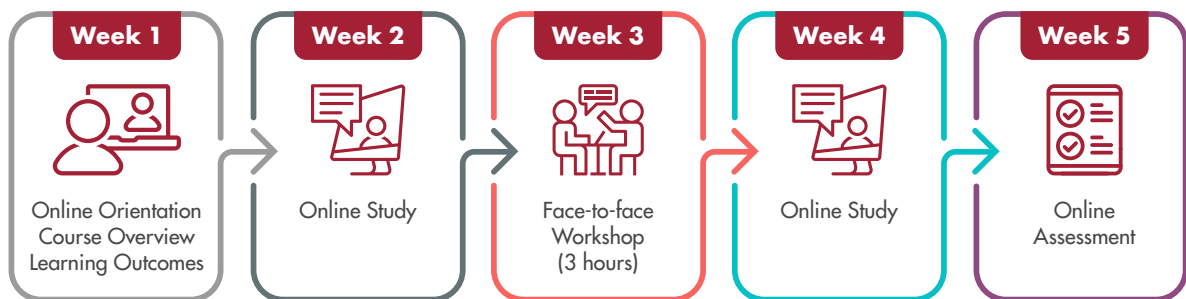 Week 1
Online Orientation
Course Overview
Learning Outcomes
Week 2
Online Study
Week 3
Face-to-face
Workshop
(3 hours)
Week 4
Online Study
Week 5
Online
Assessment